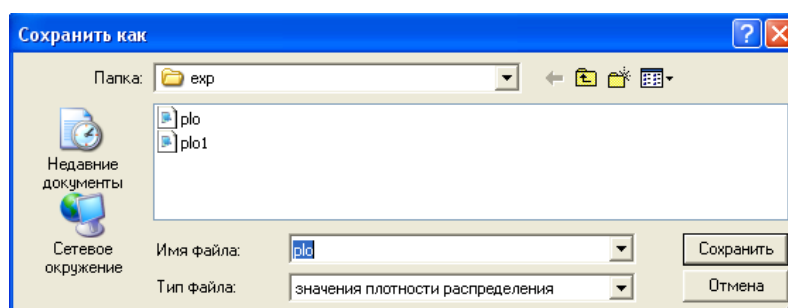 Сохранить как
Папка: exp
plo
plo1
Недавние
документы
Сетевое
окружение
Имя файла: plo
Сохранить
Тип файла: значения плотности распределения
Отмена